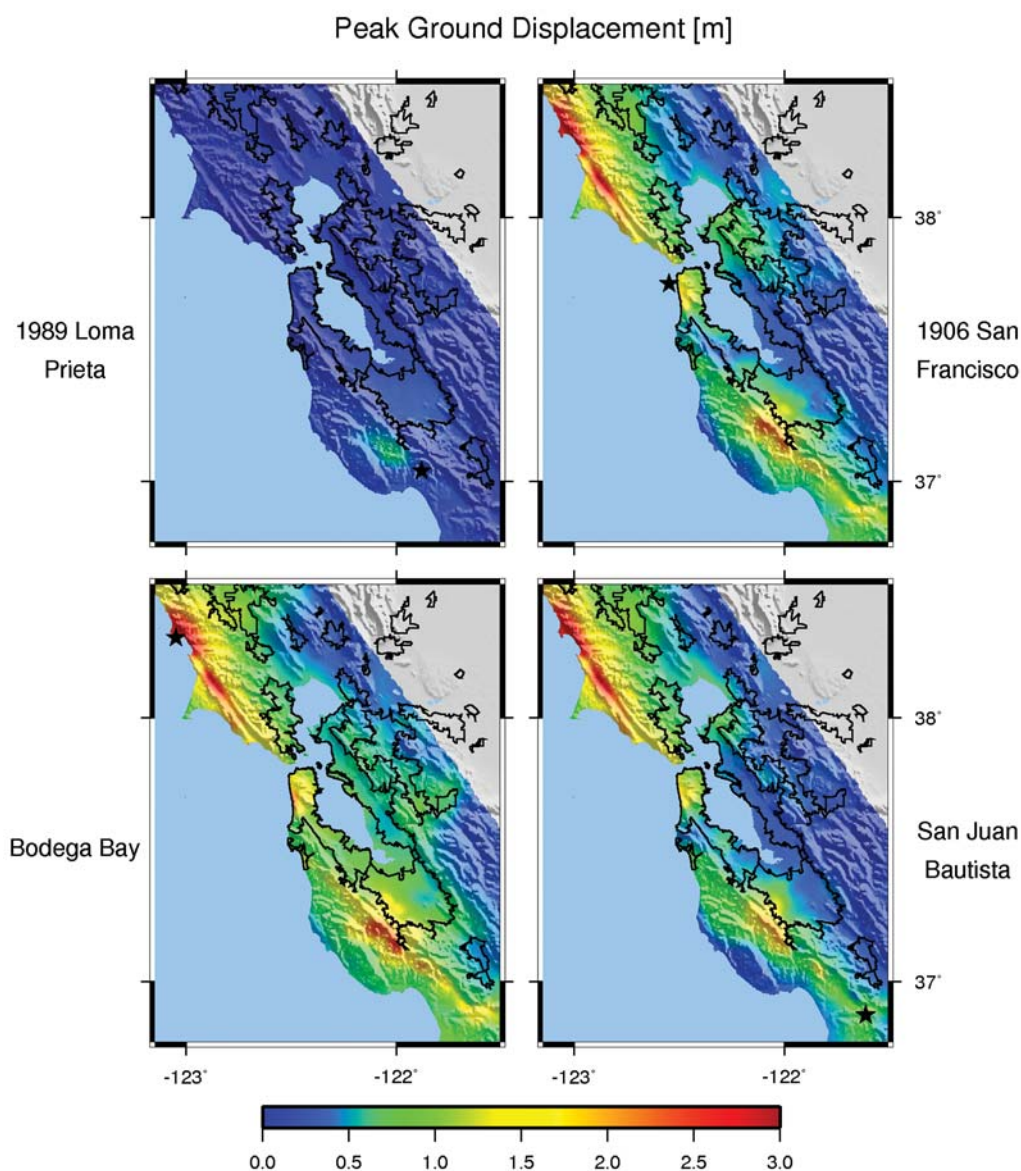 Peak Ground Displacement [m]
1989 Loma
Prieta
38˚
37˚
1906 San
Francisco
Bodega Bay
38˚
37˚
San Juan
Bautista
-123˚
-122˚
-123˚
-122˚
0.0
0.5
1.0
1.5
2.0
2.5
3.0